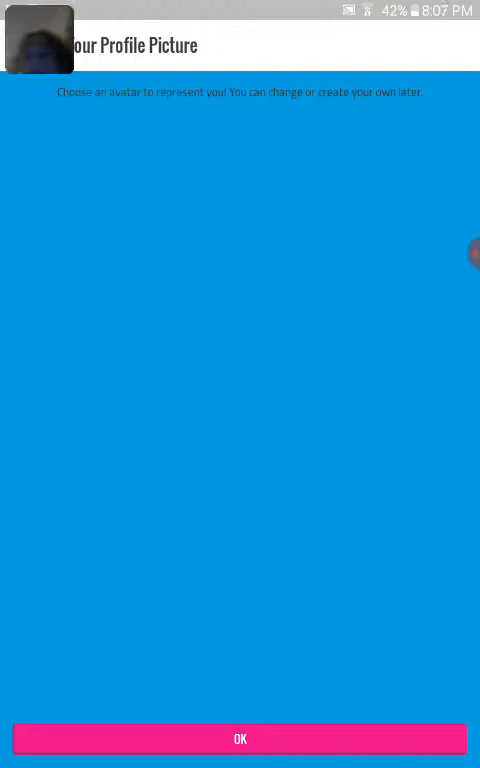 42% 8:07 PM
our Profile Picture
Choose an avatar to represent you! You can change or create your own later.
OK